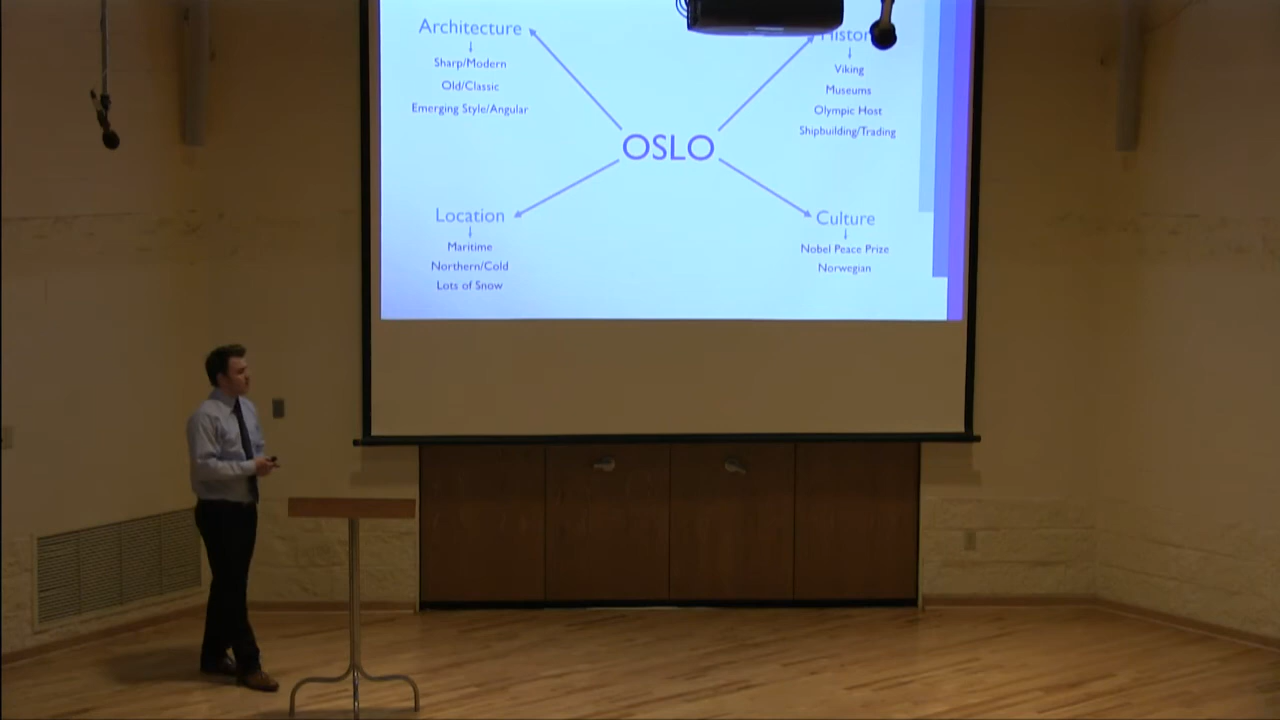 Architecture
Sharp/Modern
Old/Classic
Emerging Style/Angular
History
Viking
Museums
Olympic Host
Shipbuilding/Trading
OSLO
Location
Maritime
Northern/Cold
Lots of Snow
Culture
Nobel Peace Prize
Norwegian